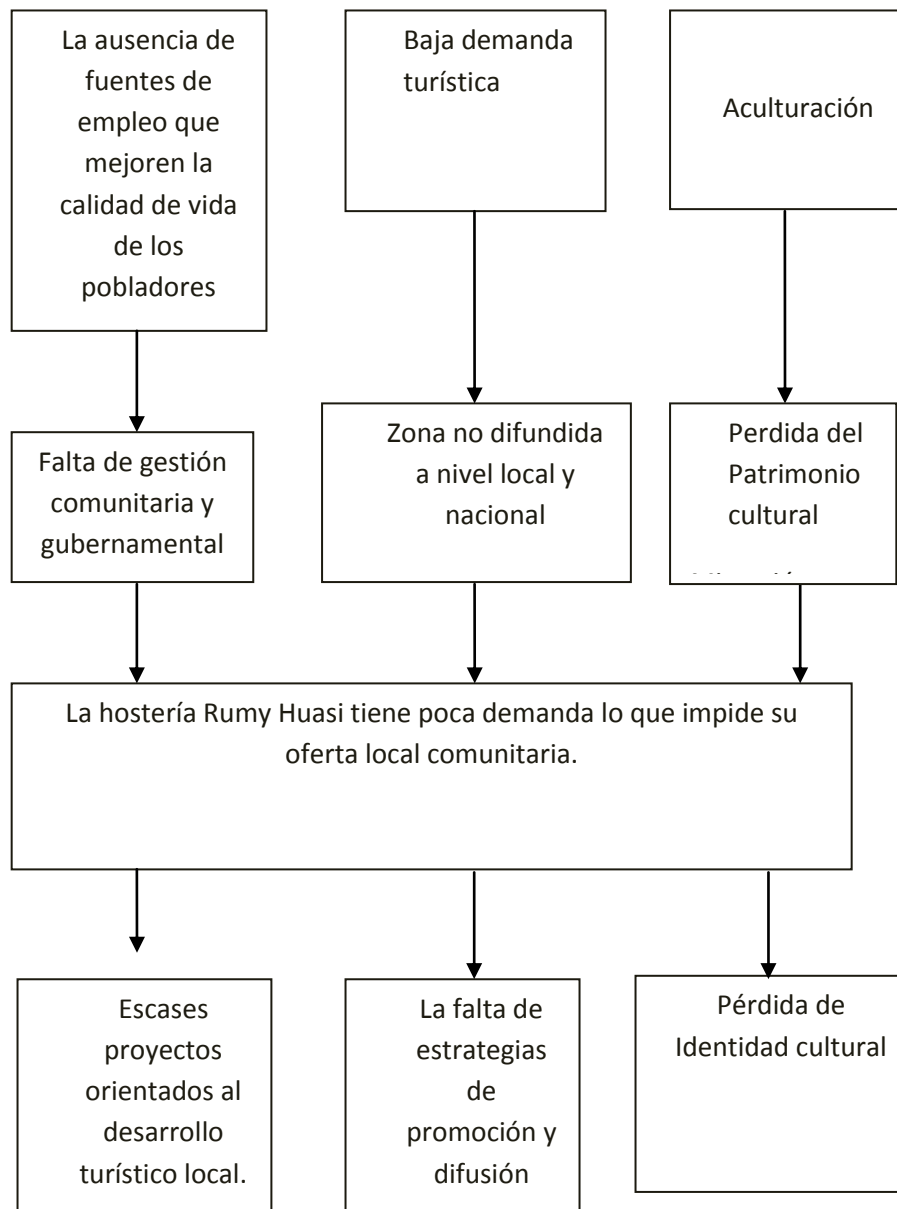 La ausencia de
fuentes de
empleo que
mejoren la
calidad de vida
de los
pobladores
Baja demanda
turística
Aculturación
Falta de gestión
comunitaria y
gubernamental
Zona no difundida
a nivel local y
nacional
Perdida del
Patrimonio
cultural
La hostería Rumy Huasi tiene poca demanda lo que impide su
oferta local comunitaria.
Escases
proyectos
orientados al
desarrollo
turístico local.
La falta de
estrategias
de
promoción y
difusión
Pérdida de
Identidad cultural